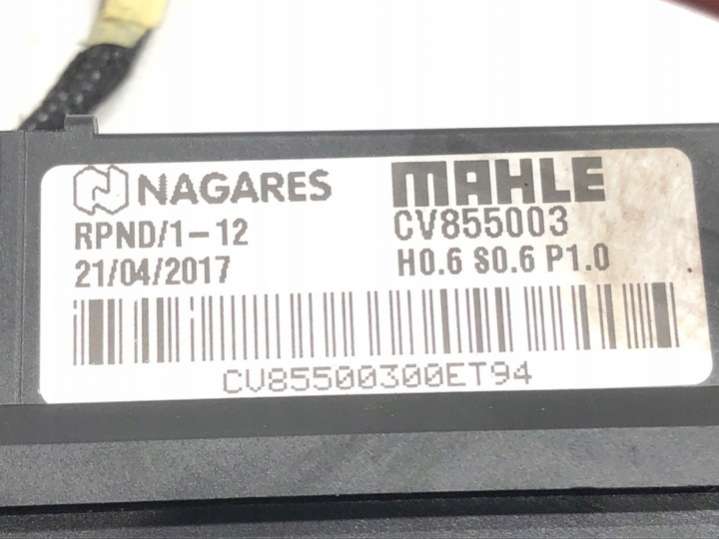 NAGARES MAHLE
RPND/1-12 CV855003
21/04/2017 H0.6 S0.6 P1.0
CV85500300ET94